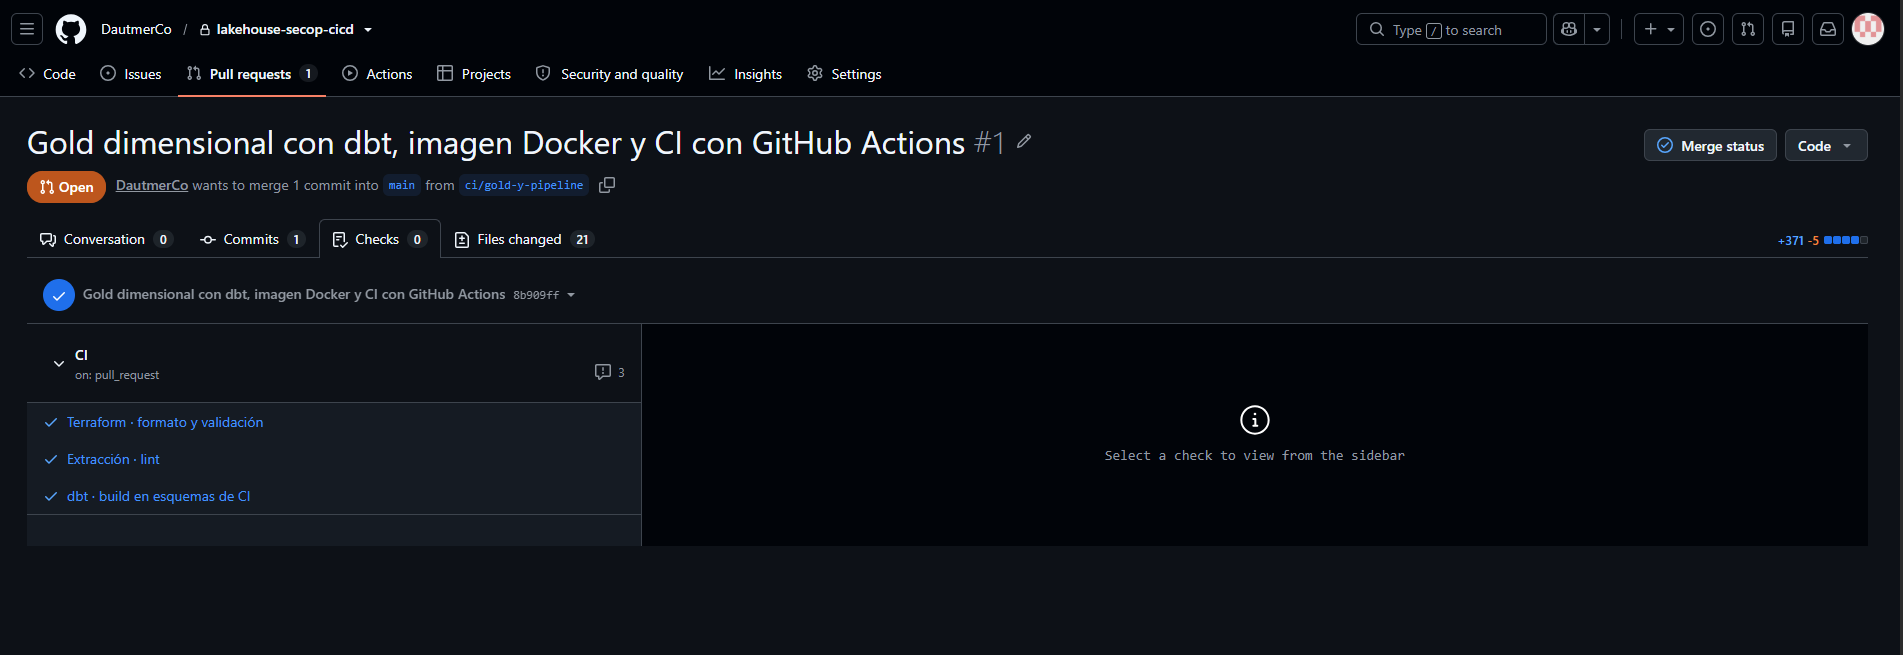 DautmerCo / lakehouse-secop-cicd
Type / to search
Code Issues Pull requests 1 Actions Projects Security and quality Insights Settings
Gold dimensional con dbt, imagen Docker y CI con GitHub Actions #1
Merge status Code
Open DautmerCo wants to merge 1 commit into main from ci/gold-y-pipeline
Conversation 0 Commits 1 Checks 0 Files changed 21
+371 -5
Gold dimensional con dbt, imagen Docker y CI con GitHub Actions 8b909ff
CI
on: pull_request
3
Terraform · formato y validación
Extracción · lint
dbt · build en esquemas de CI
Select a check to view from the sidebar